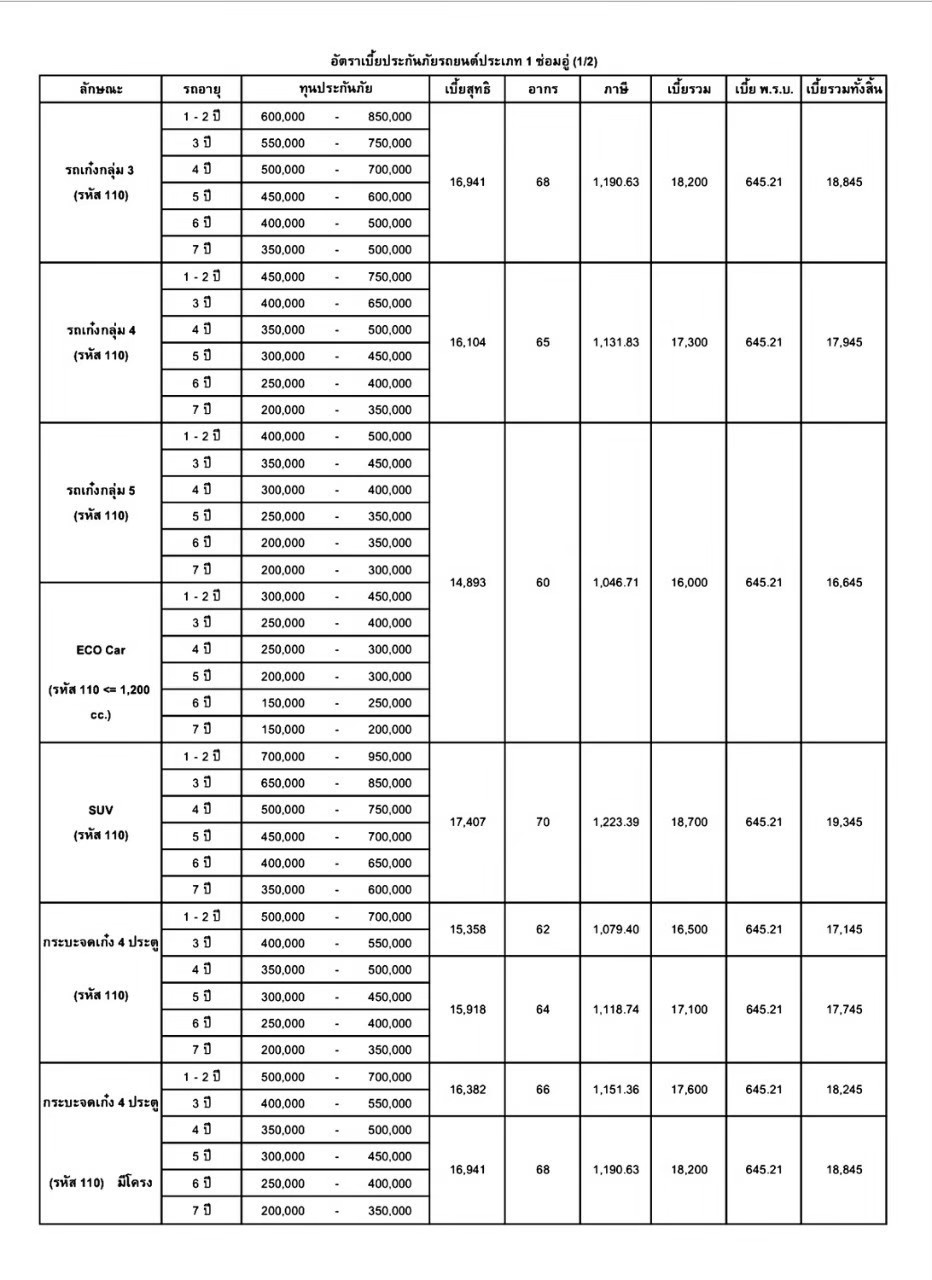 อัตราเบี้ยประกันภัยรถยนต์ประเภท 1 ซ่อมอู่ (1/2)
ลักษณะ รถอายุ ทุนประกันภัย เบี้ยสุทธิ อากร ภาษี เบี้ยรวม เบี้ย พ.ร.บ. เบี้ยรวมทั้งสิ้น
1 - 2 ปี 600,000 - 850,000
3 ปี 550,000 - 750,000
รถเก๋งกลุ่ม 3 4 ปี 500,000 - 700,000
16,941 68 1,190.63 18,200 645.21 18,845
(รหัส 110) 5 ปี 450,000 - 600,000
6 ปี 400,000 - 500,000
7 ปี 350,000 - 500,000
1 - 2 ปี 450,000 - 750,000
3 ปี 400,000 - 650,000
รถเก๋งกลุ่ม 4 4 ปี 350,000 - 500,000
16,104 65 1,131.83 17,300 645.21 17,945
(รหัส 110) 5 ปี 300,000 - 450,000
6 ปี 250,000 - 400,000
7 ปี 200,000 - 350,000
1 - 2 ปี 400,000 - 500,000
3 ปี 350,000 - 450,000
รถเก๋งกลุ่ม 5 4 ปี 300,000 - 400,000
(รหัส 110) 5 ปี 250,000 - 350,000
6 ปี 200,000 - 350,000
7 ปี 200,000 - 300,000
14,893 60 1,046.71 16,000 645.21 16,645
1 - 2 ปี 300,000 - 450,000
3 ปี 250,000 - 400,000
ECO Car 4 ปี 250,000 - 300,000
5 ปี 200,000 - 300,000
(รหัส 110 <= 1,200
6 ปี 150,000 - 250,000
cc.)
7 ปี 150,000 - 200,000
1 - 2 ปี 700,000 - 950,000
3 ปี 650,000 - 850,000
SUV 4 ปี 500,000 - 750,000
17,407 70 1,223.39 18,700 645.21 19,345
(รหัส 110) 5 ปี 450,000 - 700,000
6 ปี 400,000 - 650,000
7 ปี 350,000 - 600,000
1 - 2 ปี 500,000 - 700,000
15,358 62 1,079.40 16,500 645.21 17,145
กระบะจดเก๋ง 4 ประตู 3 ปี 400,000 - 550,000
4 ปี 350,000 - 500,000
(รหัส 110) 5 ปี 300,000 - 450,000
15,918 64 1,118.74 17,100 645.21 17,745
6 ปี 250,000 - 400,000
7 ปี 200,000 - 350,000
1 - 2 ปี 500,000 - 700,000
16,382 66 1,151.36 17,600 645.21 18,245
กระบะจดเก๋ง 4 ประตู 3 ปี 400,000 - 550,000
4 ปี 350,000 - 500,000
5 ปี 300,000 - 450,000
16,941 68 1,190.63 18,200 645.21 18,845
(รหัส 110) มีโครง 6 ปี 250,000 - 400,000
7 ปี 200,000 - 350,000